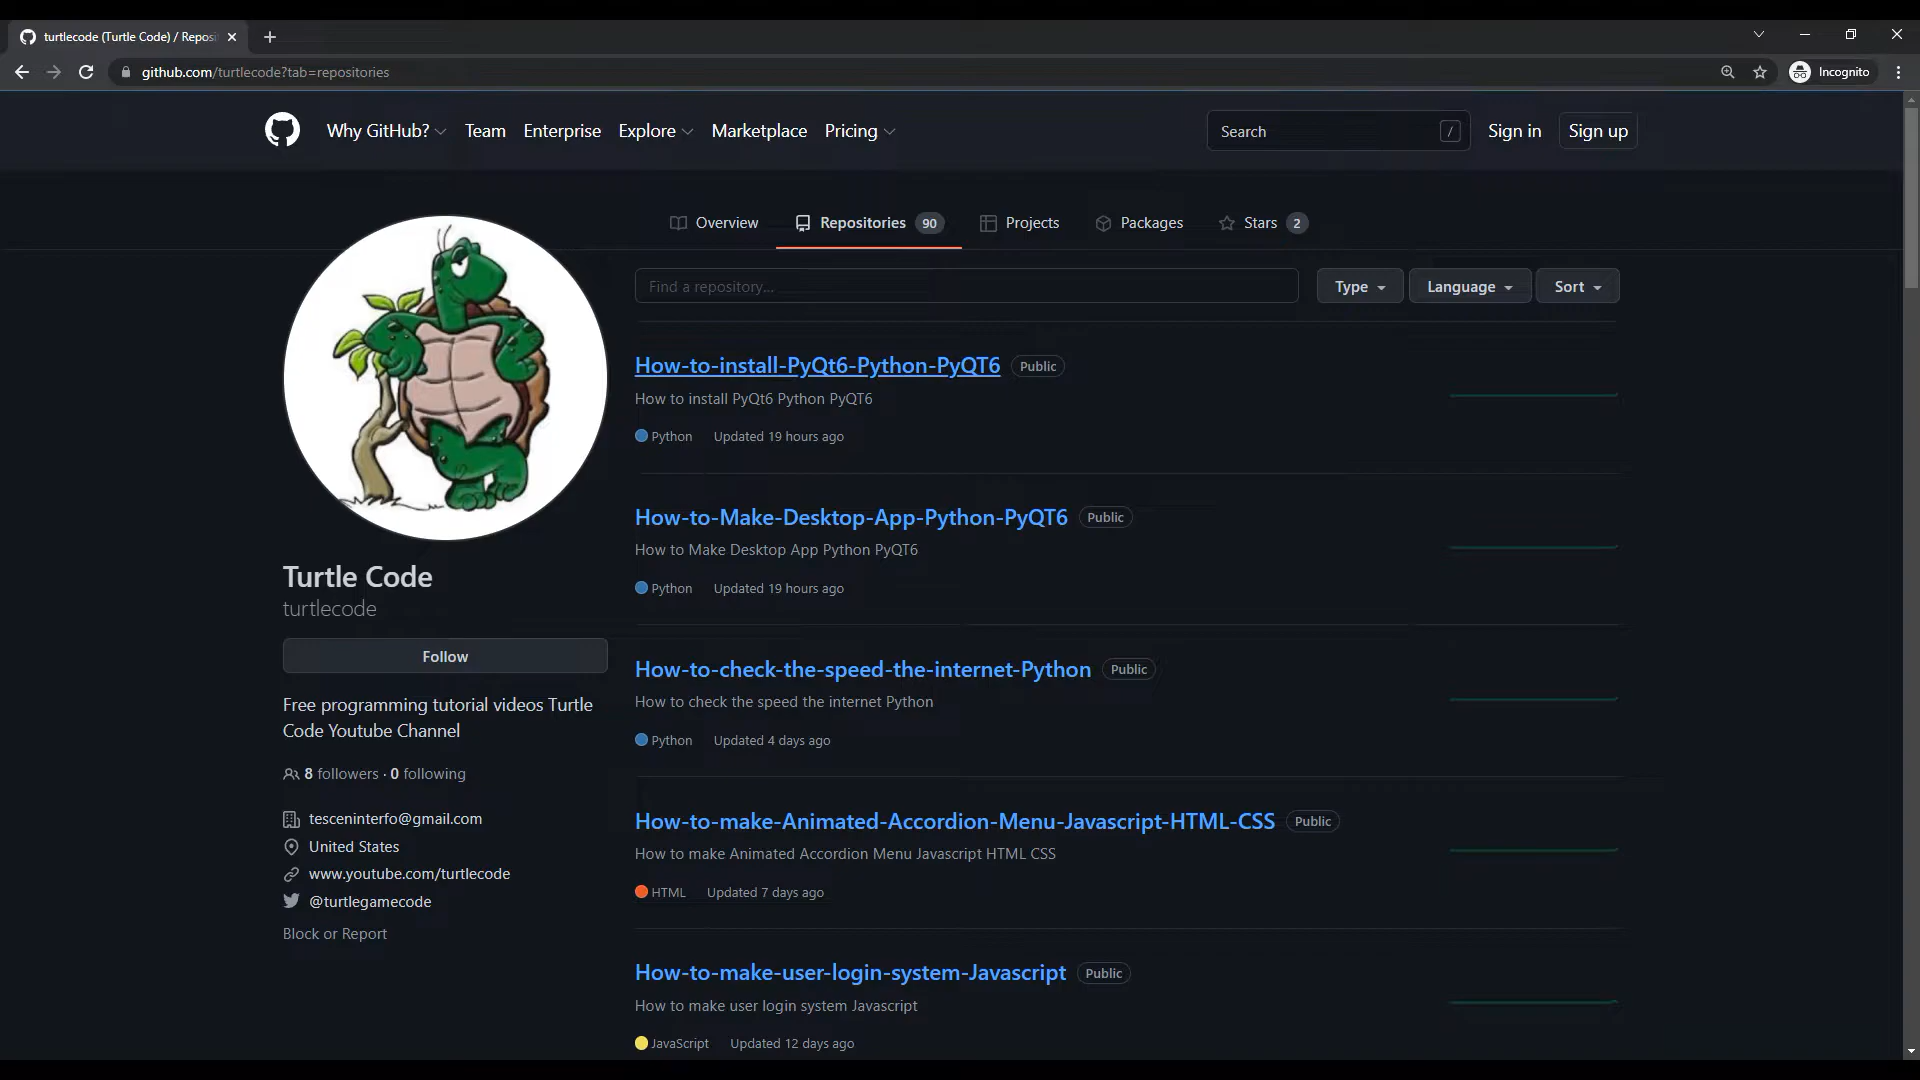 turtlecode (Turtle Code) / Reposi
github.com/turtlecode?tab=repositories
Incognito
Why GitHub? Team Enterprise Explore Marketplace Pricing
Search /
Sign in
Sign up
Overview
Repositories 90
Projects
Packages
Stars 2
Find a repository...
Type
Language
Sort
How-to-install-PyQt6-Python-PyQT6 Public
How to install PyQt6 Python PyQT6
Python Updated 19 hours ago
How-to-Make-Desktop-App-Python-PyQT6 Public
How to Make Desktop App Python PyQT6
Python Updated 19 hours ago
How-to-check-the-speed-the-internet-Python Public
How to check the speed the internet Python
Python Updated 4 days ago
How-to-make-Animated-Accordion-Menu-Javascript-HTML-CSS Public
How to make Animated Accordion Menu Javascript HTML CSS
HTML Updated 7 days ago
How-to-make-user-login-system-Javascript Public
How to make user login system Javascript
JavaScript Updated 12 days ago
Turtle Code
turtlecode
Follow
Free programming tutorial videos Turtle
Code Youtube Channel
8 followers · 0 following
tesceninterfo@gmail.com
United States
www.youtube.com/turtlecode
@turtlegamecode
Block or Report